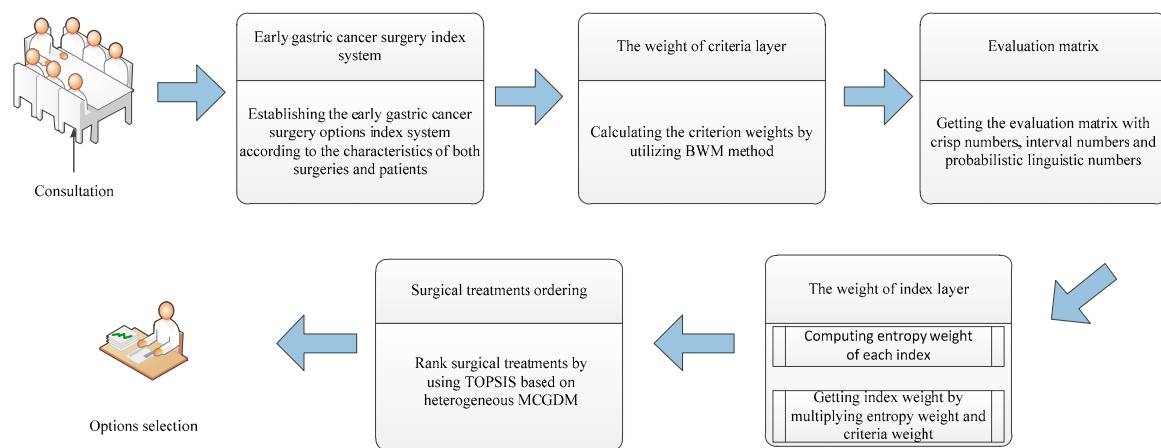 Consultation
Early gastric cancer surgery index
system
Establishing the early gastric cancer
surgery options index system
according to the characteristics of both
surgeries and patients
The weight of criteria layer
Calculating the criterion weights by
utilizing BWM method
Evaluation matrix
Getting the evaluation matrix with
crisp numbers, interval numbers and
probabilistic linguistic numbers
The weight of index layer
Computing entropy weight
of each index
Getting index weight by
multiplying entropy weight and
criteria weight
Surgical treatments ordering
Rank surgical treatments by
using TOPSIS based on
heterogeneous MCGDM
Options selection